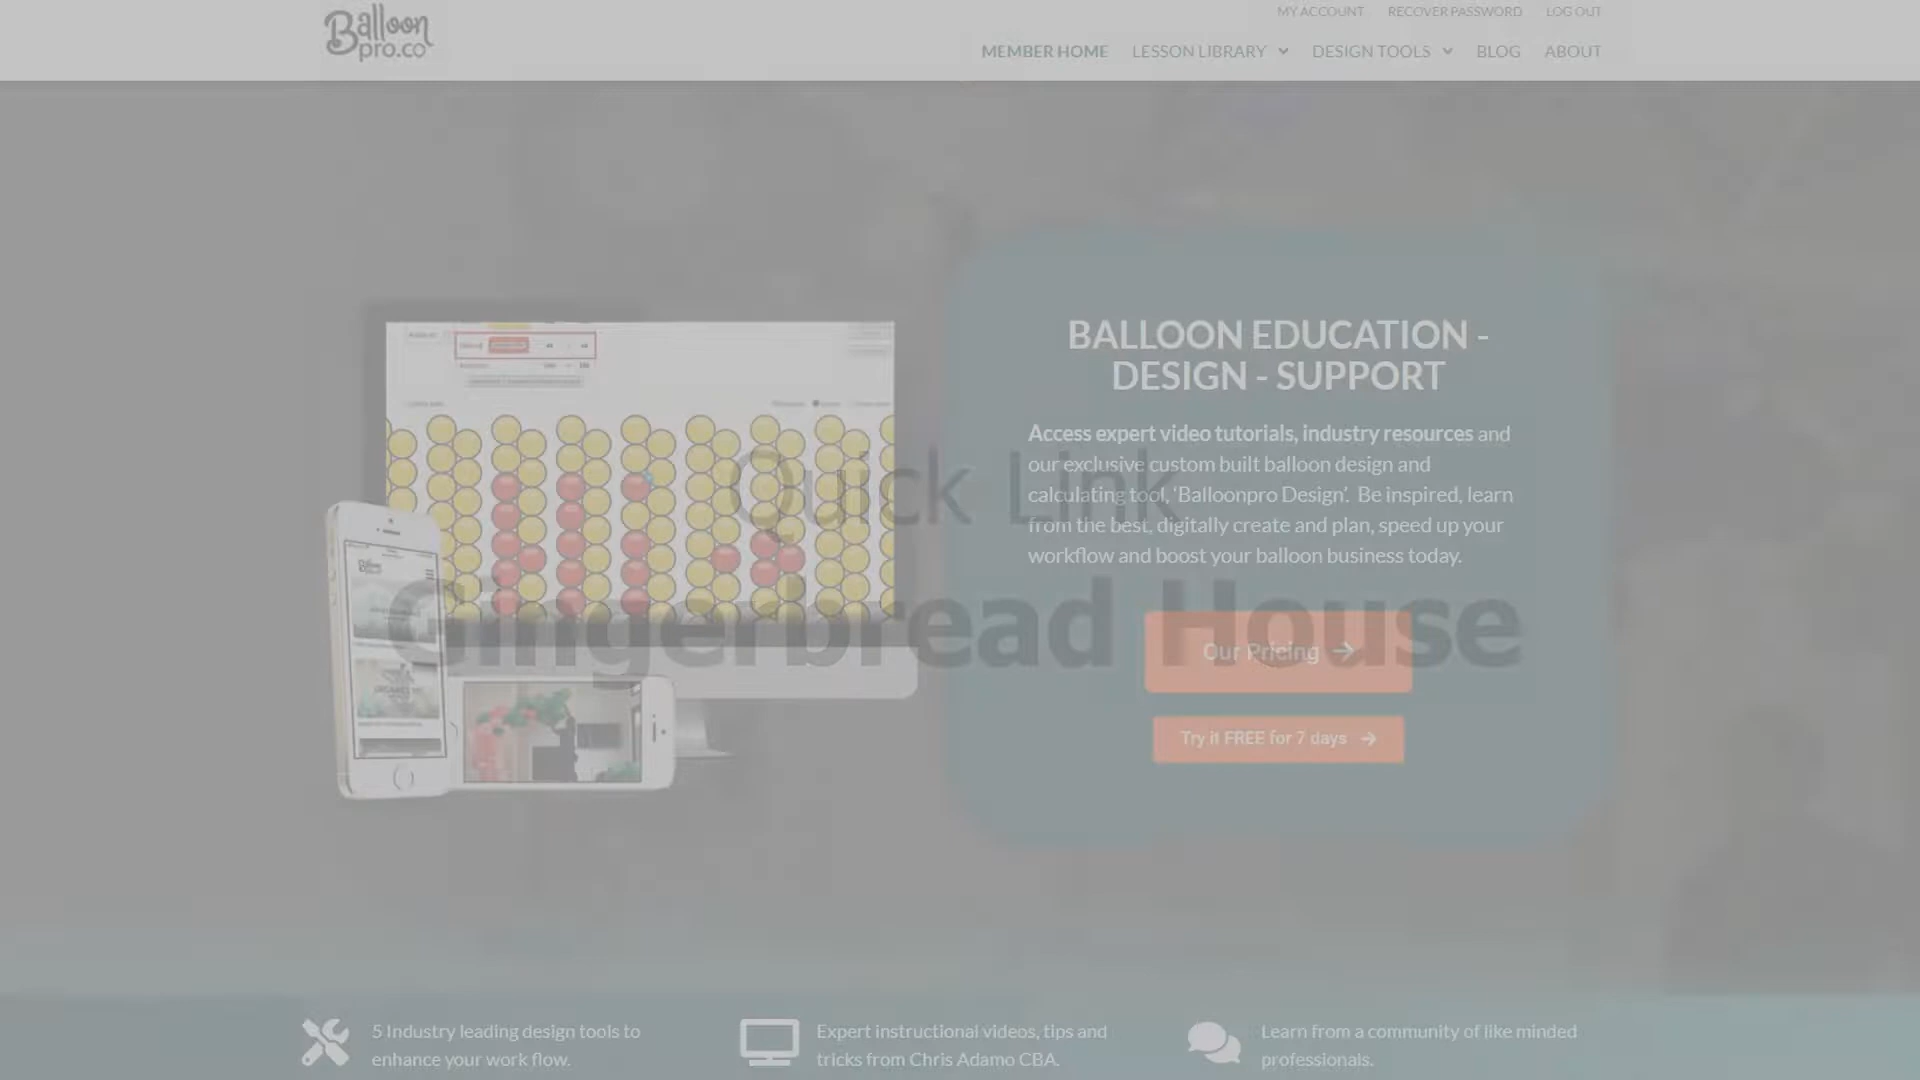 Balloon
pro.co
MY ACCOUNT RECOVER PASSWORD LOG OUT
MEMBER HOME LESSON LIBRARY DESIGN TOOLS BLOG ABOUT
BALLOON EDUCATION -
DESIGN - SUPPORT
Access expert video tutorials, industry resources and
our exclusive custom built balloon design and
calculating tool, ‘Balloonpro Design’. Be inspired, learn
from the best, digitally create and plan, speed up your
workflow and boost your balloon business today.
Quick Link
Gingerbread House
Our Pricing
Try it FREE for 7 days
5 Industry leading design tools to
enhance your work flow.
Expert instructional videos, tips and
tricks from Chris Adamo CBA.
Learn from a community of like minded
professionals.